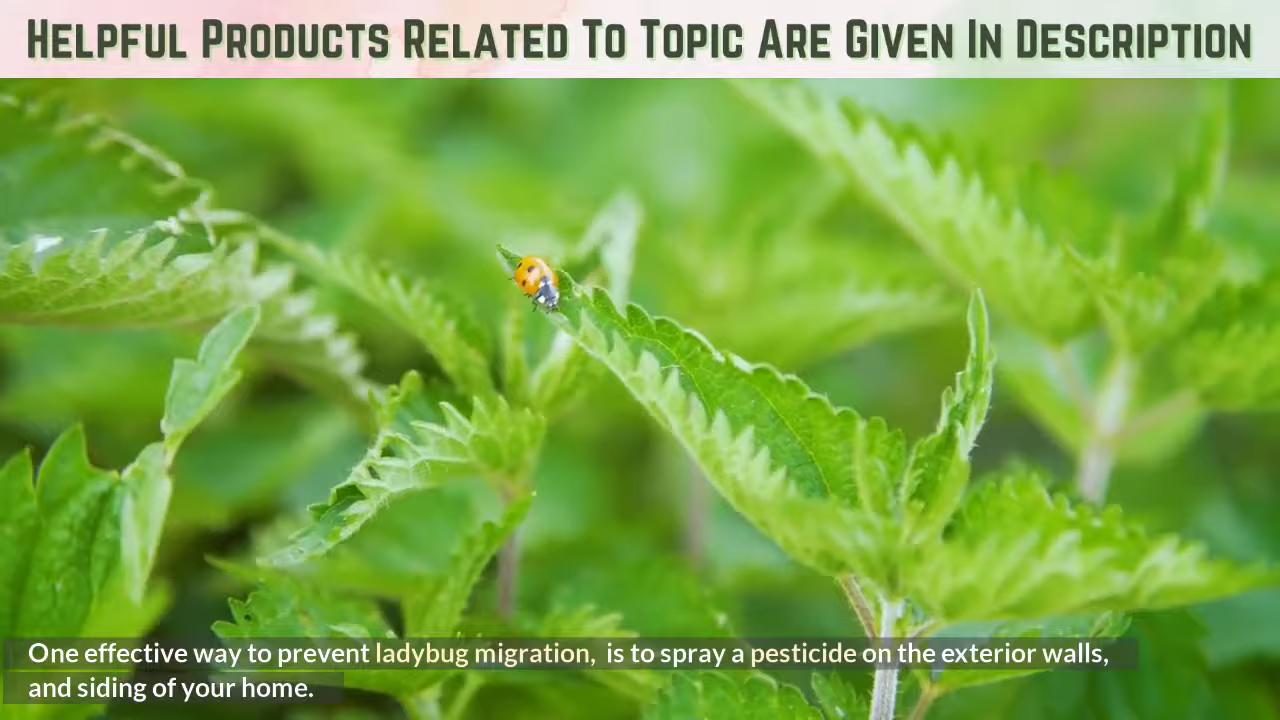 Helpful Products Related To Topic Are Given In Description
One effective way to prevent ladybug migration, is to spray a pesticide on the exterior walls,
and siding of your home.